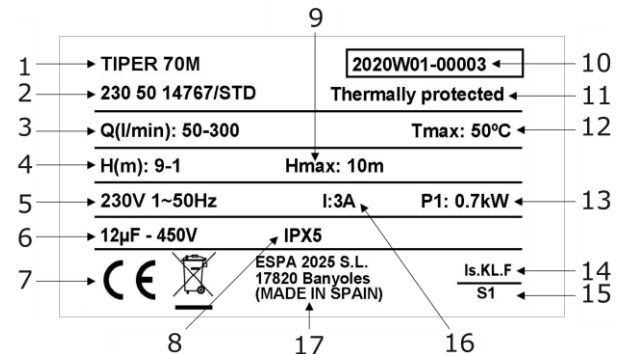 9
1 TIPER 70M 2020W01-00003 10
2 230 50 14767/STD Thermally protected 11
3 Q(l/min): 50-300 Tmax: 50ºC 12
4 H(m): 9-1 Hmax: 10m
5 230V 1~50Hz I:3A P1: 0.7kW 13
6 12µF - 450V IPX5
7 CE ESPA 2025 S.L. Is.KL.F 14
17820 Banyoles
(MADE IN SPAIN) S1 15
8 17 16